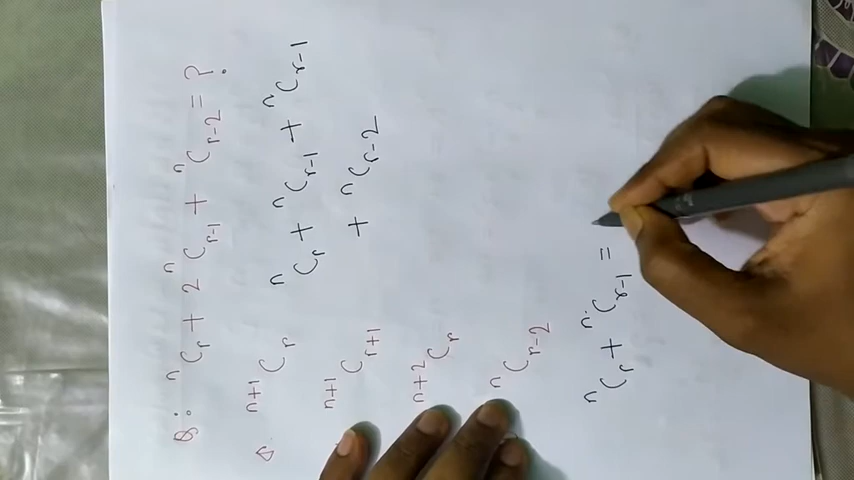 Q: ⁿCᵣ + 2 ⁿCᵣ₋₁ + ⁿCᵣ₋₂ = ?
ⁿ⁺¹Cᵣ
ⁿ⁺¹Cᵣ₊₁
ⁿ⁺²Cᵣ
ⁿCᵣ₋₂
ⁿCᵣ + ⁿCᵣ₋₁ + ⁿCᵣ₋₁
+ ⁿCᵣ₋₂
ⁿCᵣ + ⁿCᵣ₋₁ =